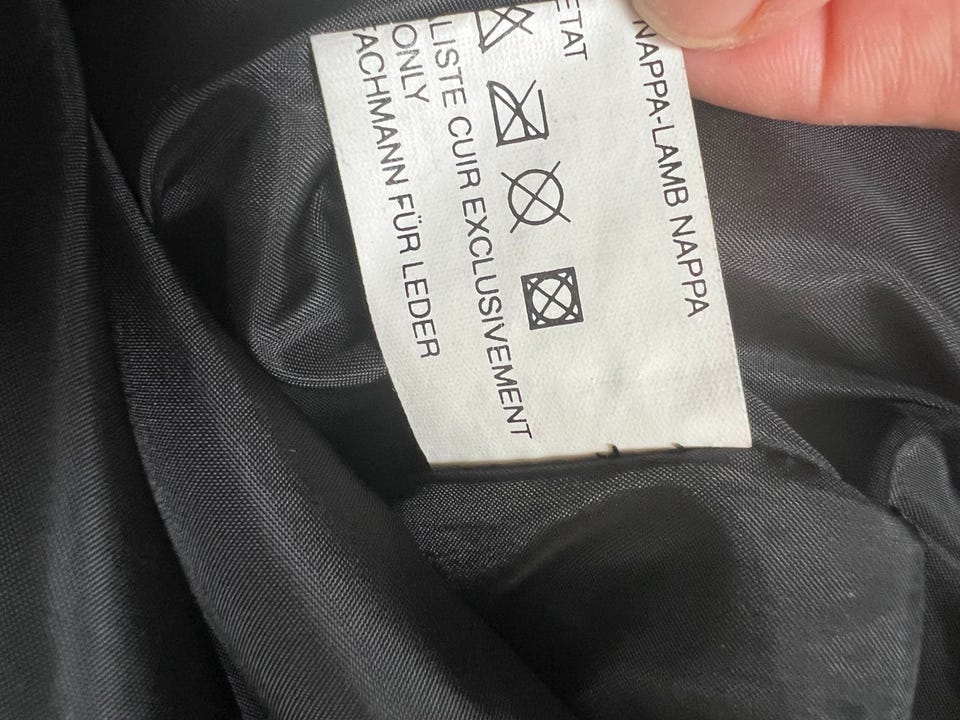 NAPPA-LAMB NAPPA
ETAT
LISTE CUIR EXCLUSIVEMENT
ONLY
ACHMANN FÜR LEDER